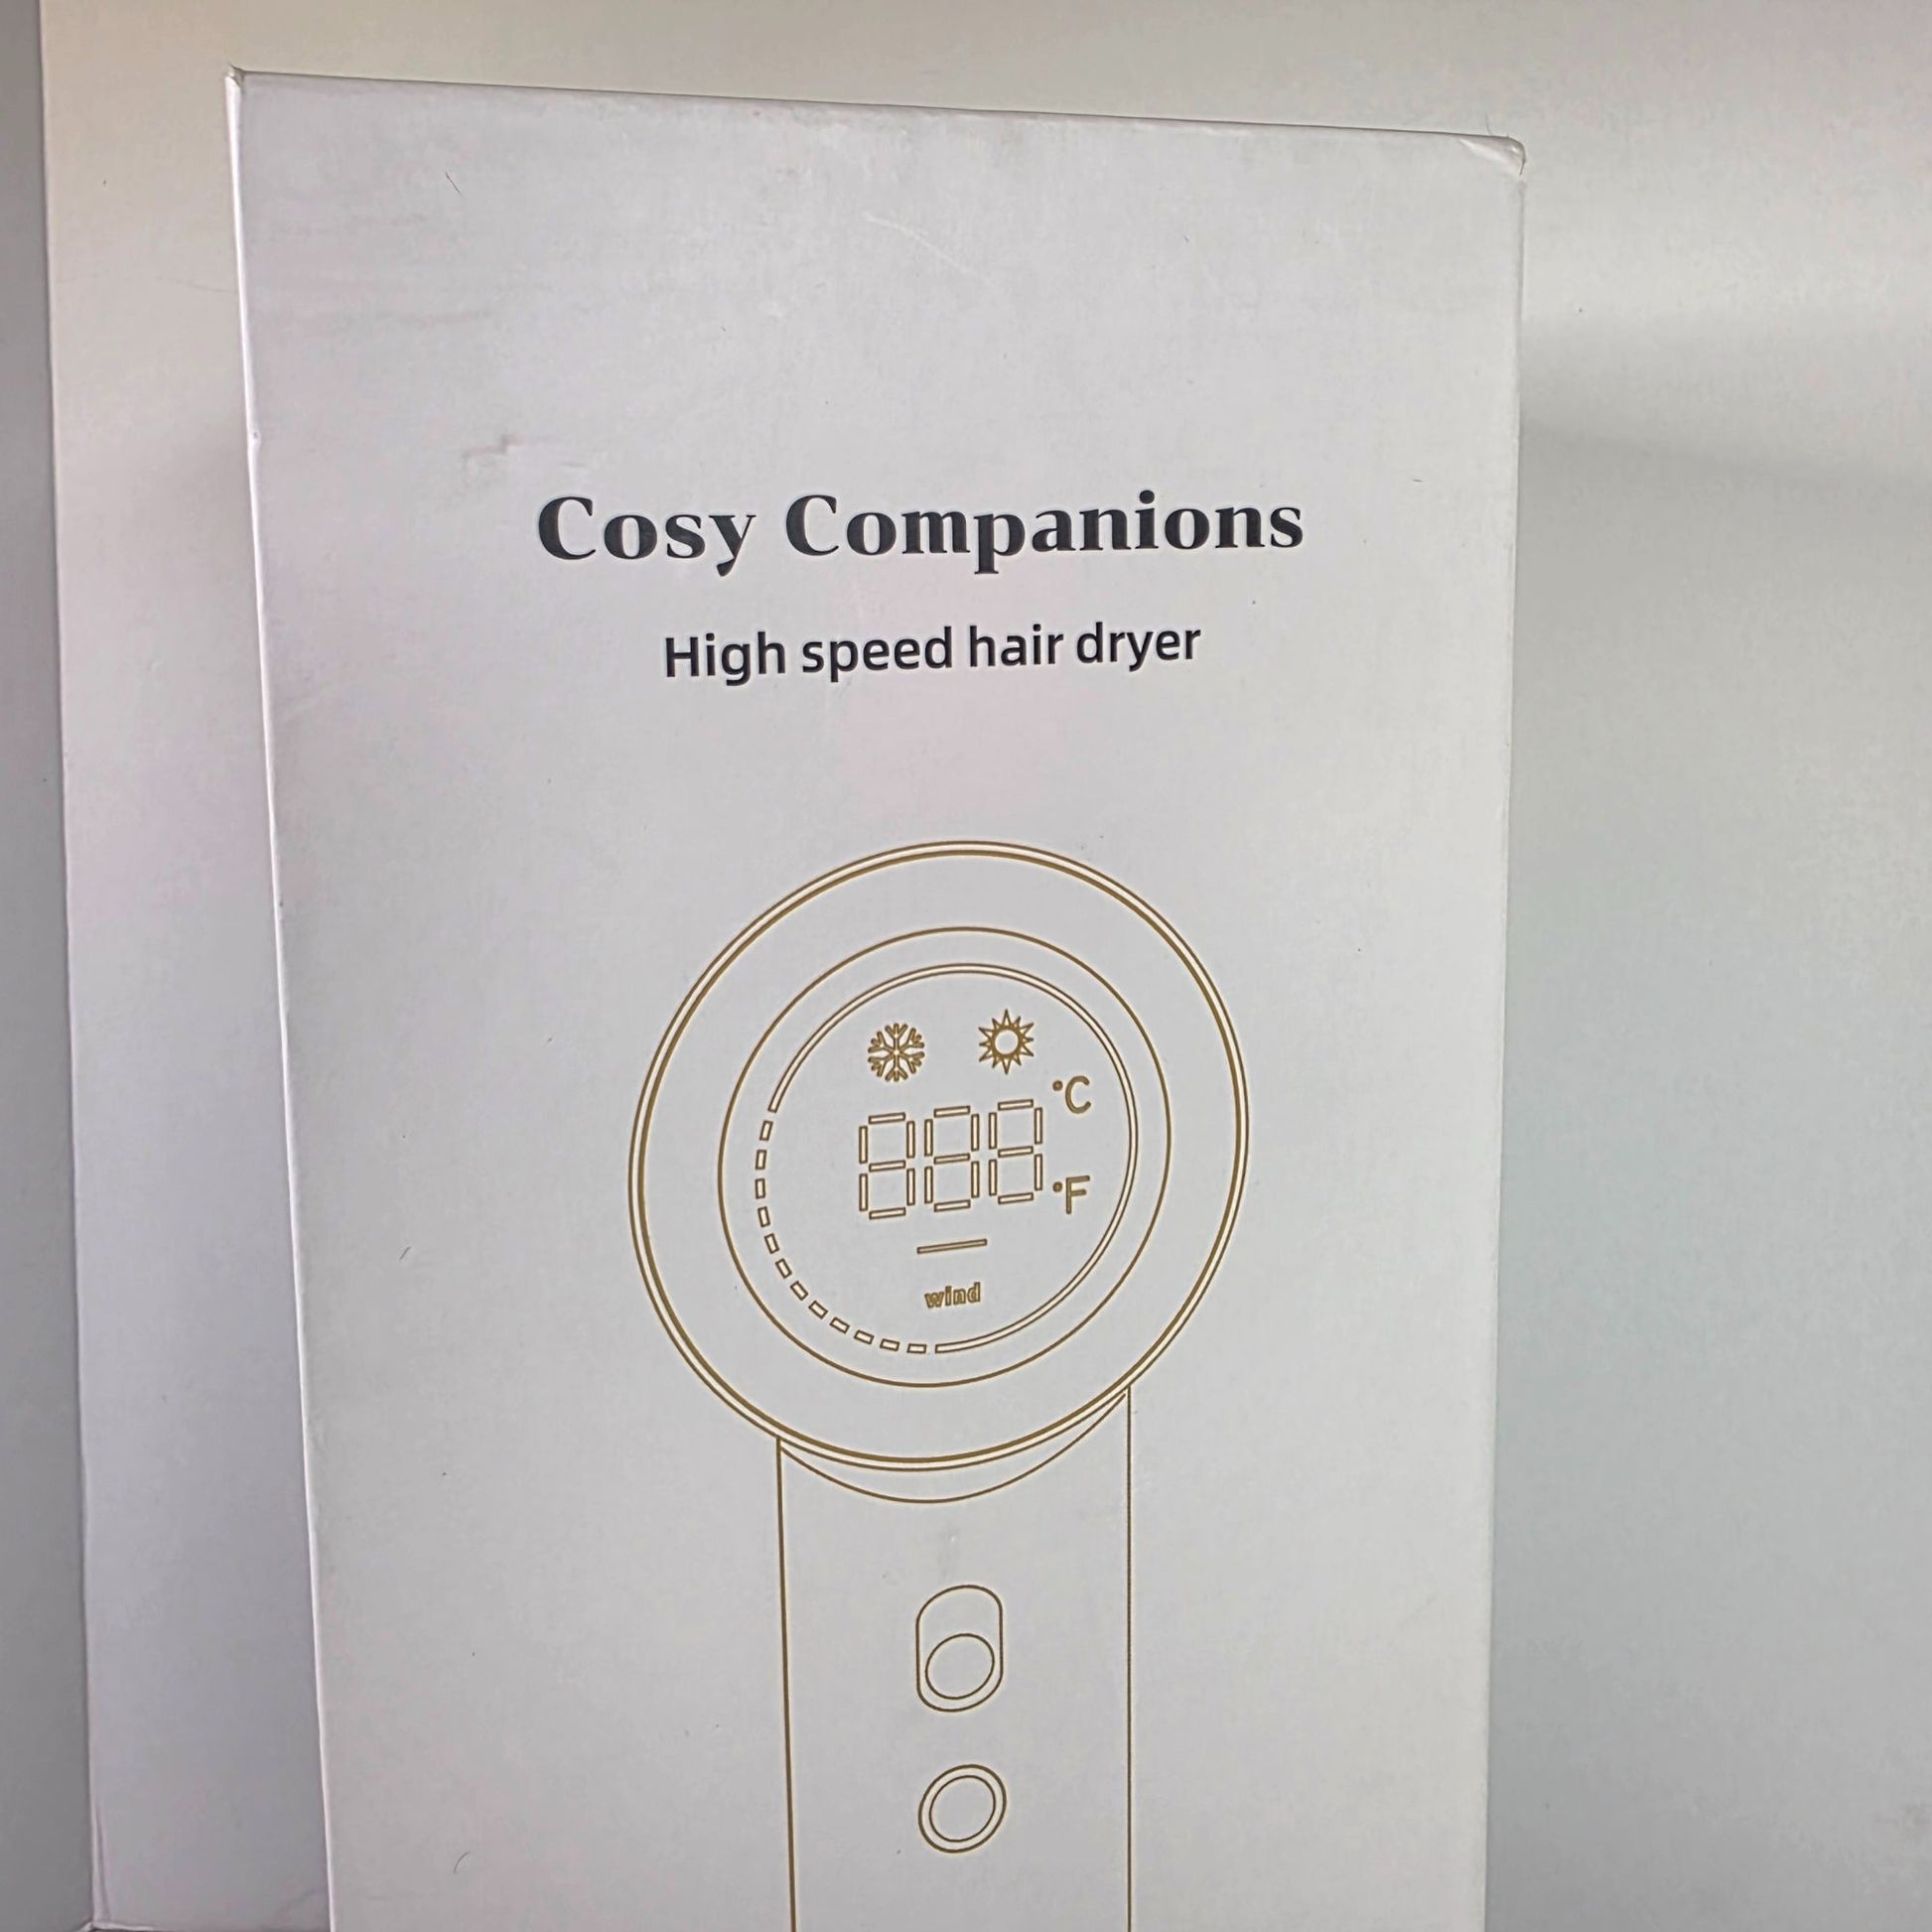 Cosy Companions
High speed hair dryer
°C
888
°F
wind